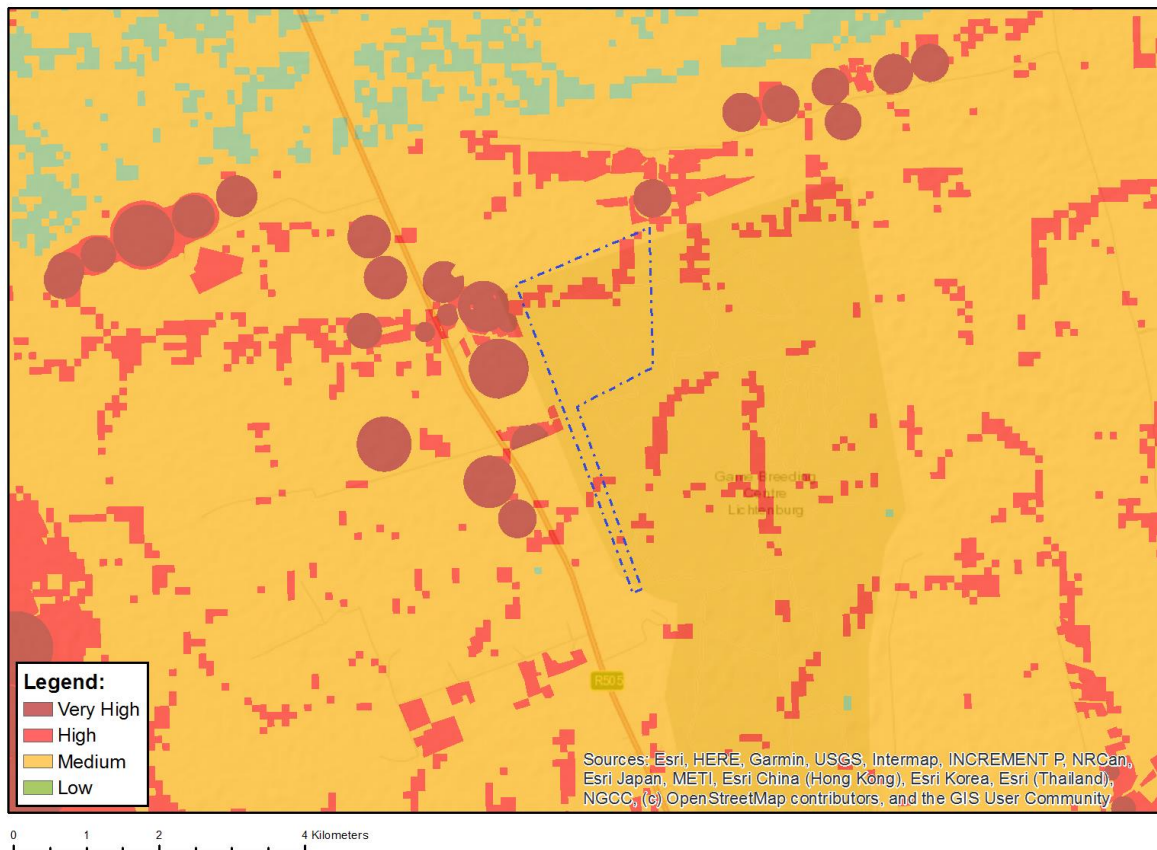 Game Breeding
Centre
Lichtenburg
R505
Legend:
Very High
High
Medium
Low
Sources: Esri, HERE, Garmin, USGS, Intermap, INCREMENT P, NRCan,
Esri Japan, METI, Esri China (Hong Kong), Esri Korea, Esri (Thailand),
NGCC, (c) OpenStreetMap contributors, and the GIS User Community
0 1 2 4 Kilometers